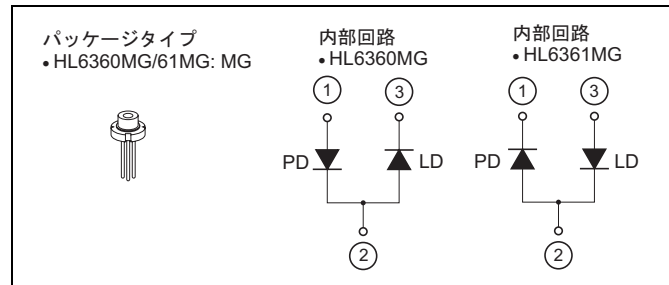 パッケージタイプ
• HL6360MG/61MG: MG
内部回路
• HL6360MG
1 3
PD LD
2
内部回路
• HL6361MG
1 3
PD LD
2